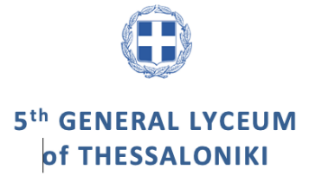 5th GENERAL LYCEUM
of THESSALONIKI